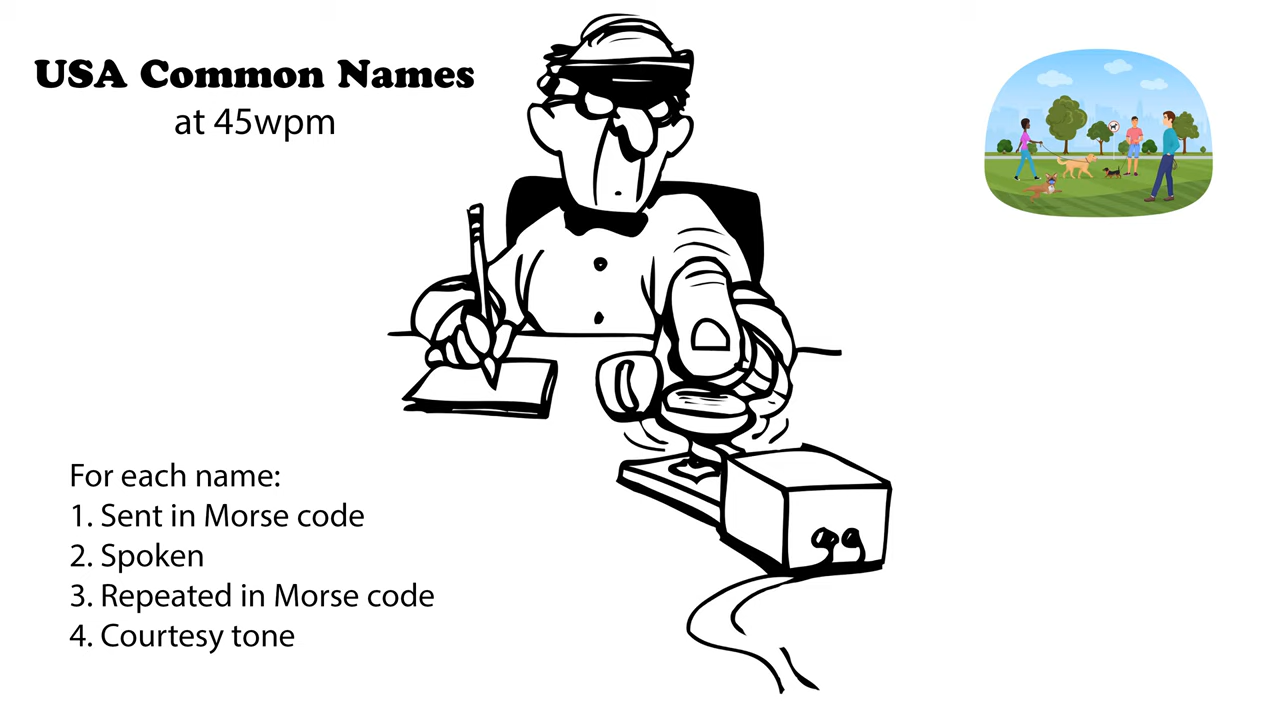 USA Common Names
at 45wpm
For each name:
1. Sent in Morse code
2. Spoken
3. Repeated in Morse code
4. Courtesy tone